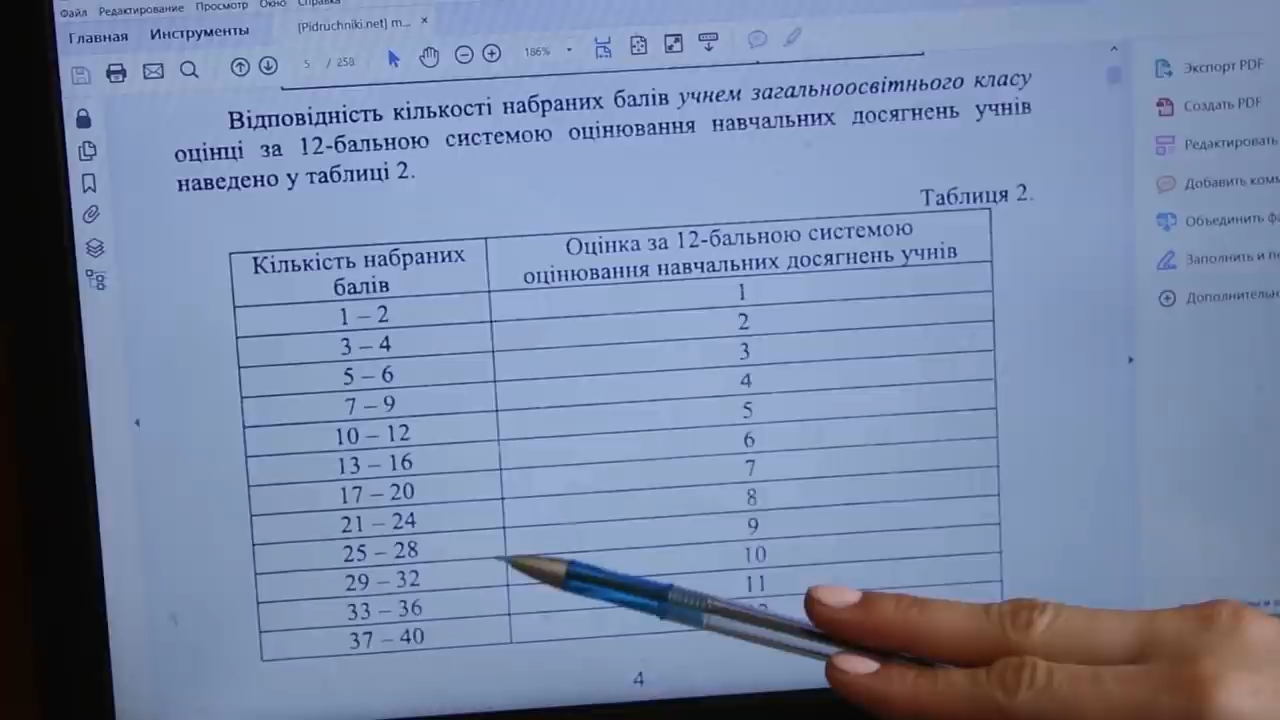 Файл Редактирование Просмотр Окно Справка
Главная Инструменты [Pidruchniki.net] m... ×
5 / 258 186%
Відповідність кількості набраних балів учнем загальноосвітнього класу
оцінці за 12-бальною системою оцінювання навчальних досягнень учнів
наведено у таблиці 2.
Таблиця 2.
Кількість набраних балів Оцінка за 12-бальною системою
оцінювання навчальних досягнень учнів
1 – 2 1
3 – 4 2
5 – 6 3
7 – 9 4
10 – 12 5
13 – 16 6
17 – 20 7
21 – 24 8
25 – 28 9
29 – 32 10
33 – 36 11
37 – 40
4
Экспорт PDF
Создать PDF
Редактировать
Добавить
Объединить
Заполнить и